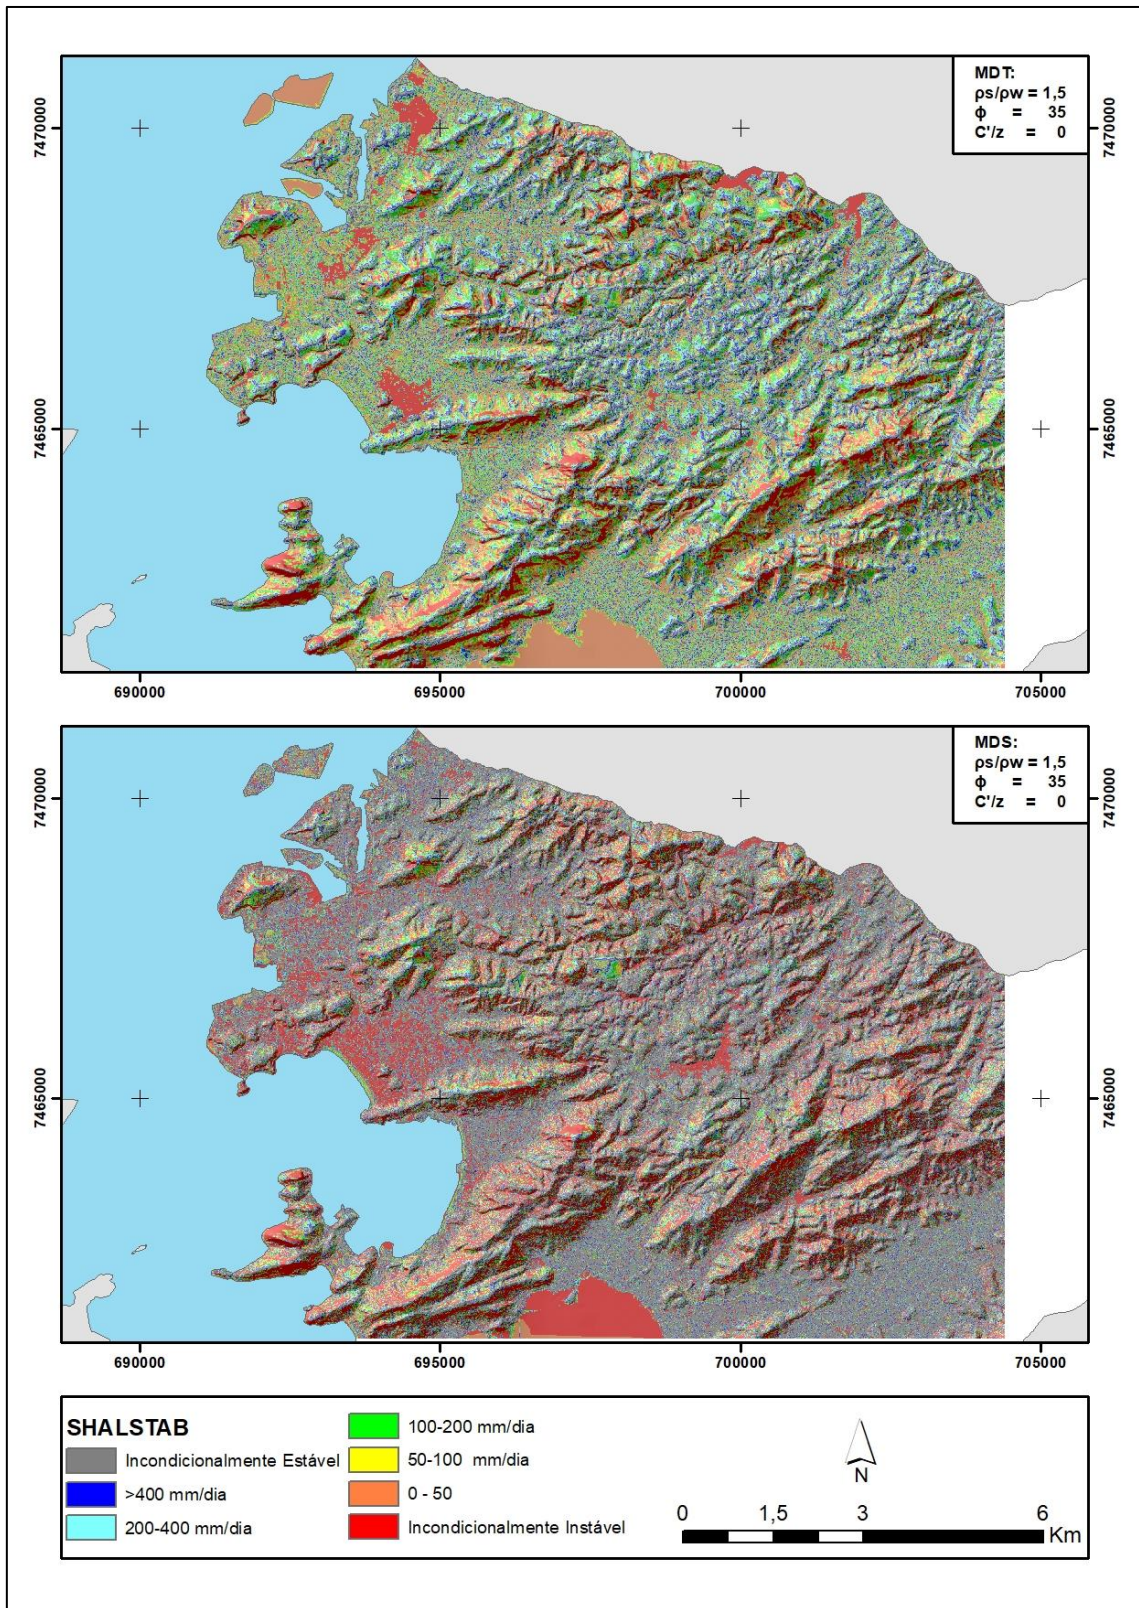 MDT:
ρs/ρw = 1,5
ϕ = 35
C'/z = 0
7470000
7470000
7465000
7465000
690000
695000
700000
705000
MDS:
ρs/ρw = 1,5
ϕ = 35
C'/z = 0
7470000
7470000
7465000
7465000
690000
695000
700000
705000
SHALSTAB
Incondicionalmente Estável
>400 mm/dia
200-400 mm/dia
100-200 mm/dia
50-100 mm/dia
0 - 50
Incondicionalmente Instável
N
0 1,5 3 6
Km